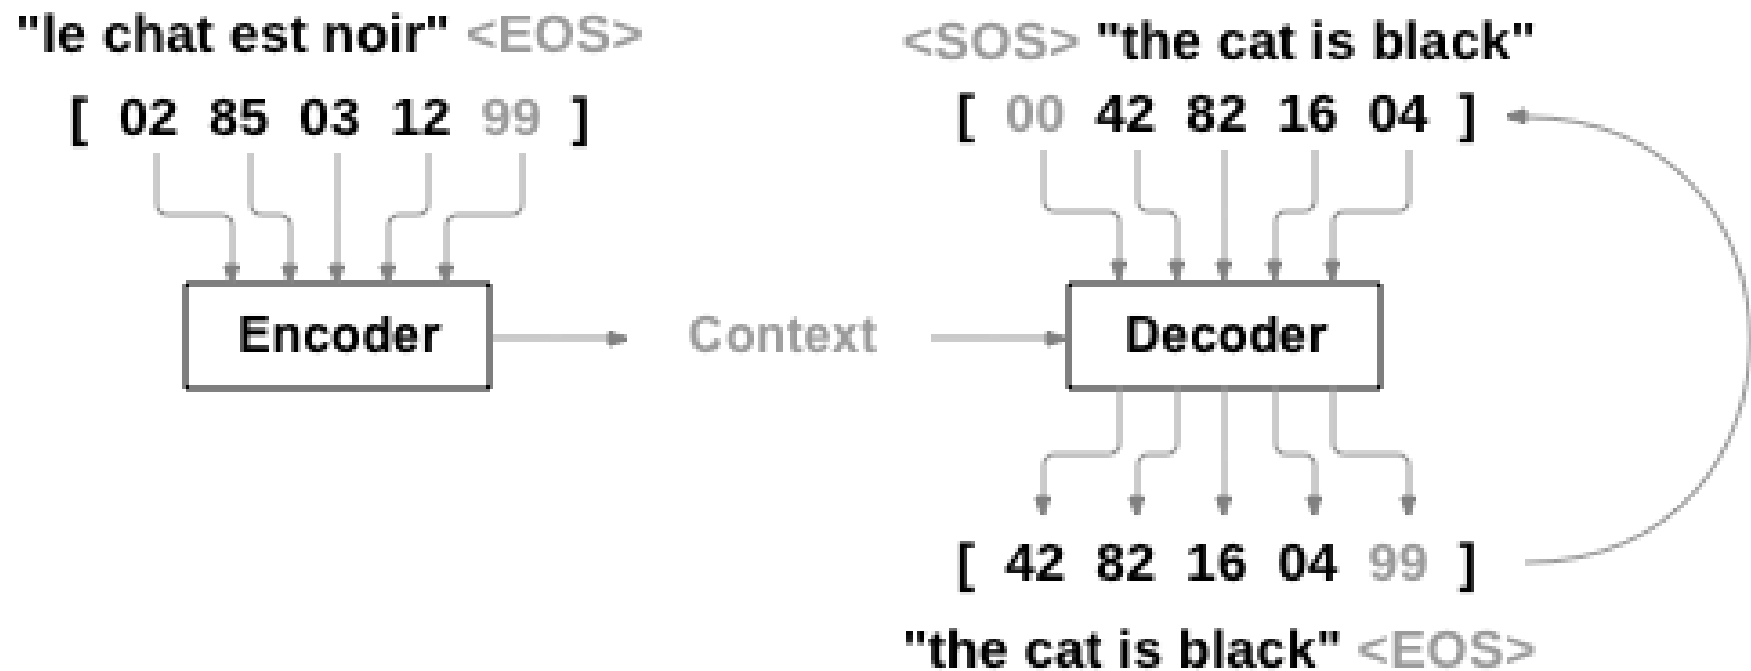 "le chat est noir" <EOS>
[ 02 85 03 12 99 ]
Encoder
Context
<SOS> "the cat is black"
[ 00 42 82 16 04 ]
Decoder
[ 42 82 16 04 99 ]
"the cat is black" <EOS>